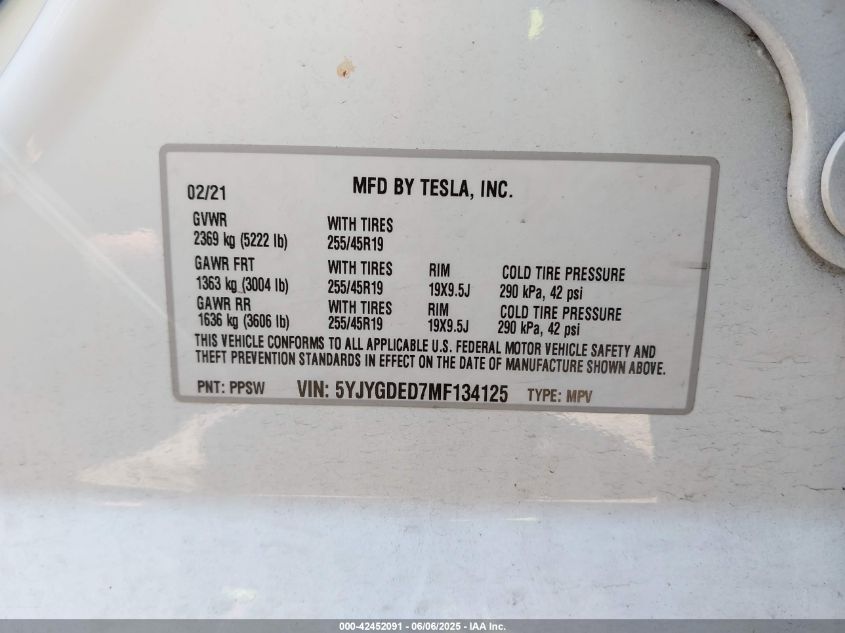 02/21 MFD BY TESLA, INC.
GVWR WITH TIRES
2369 kg (5222 lb) 255/45R19
GAWR FRT WITH TIRES RIM COLD TIRE PRESSURE
1363 kg (3004 lb) 255/45R19 19X9.5J 290 kPa, 42 psi
GAWR RR WITH TIRES RIM COLD TIRE PRESSURE
1636 kg (3606 lb) 255/45R19 19X9.5J 290 kPa, 42 psi
THIS VEHICLE CONFORMS TO ALL APPLICABLE U.S. FEDERAL MOTOR VEHICLE SAFETY AND
THEFT PREVENTION STANDARDS IN EFFECT ON THE DATE OF MANUFACTURE SHOWN ABOVE.
PNT: PPSW VIN: 5YJYGDED7MF134125 TYPE: MPV
000-42452091 - 06/06/2025 - IAA Inc.